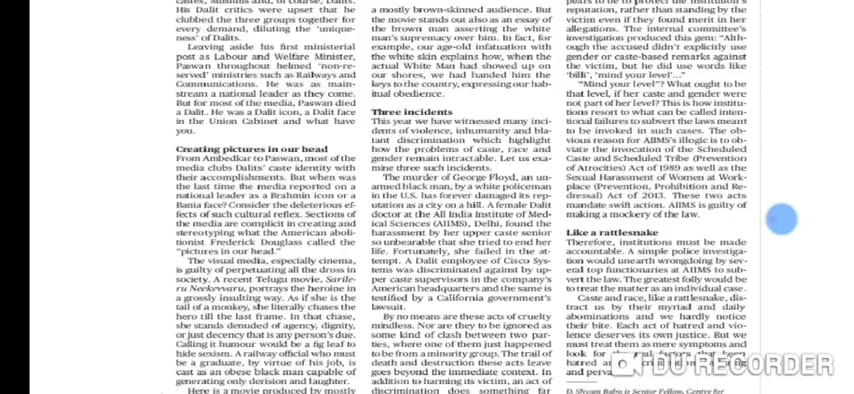 castes, Muslims and, of course, Dalits.
His Dalit critics were upset that he
clubbed the three groups together for
every demand, diluting the 'unique-
ness' of Dalits.
Leaving aside his first ministerial
post as Labour and Welfare Minister,
Paswan throughout helmed 'non-re-
served' ministries such as Railways and
Communications. He was as main-
stream a national leader as they come.
But for most of the media, Paswan died
a Dalit. He was a Dalit icon, a Dalit face
in the Union Cabinet and what have
you.
Creating pictures in our head
From Ambedkar to Paswan, most of the
media clubs Dalits' caste identity with
their accomplishments. But when was
the last time the media reported on a
national leader as a Brahmin icon or a
Bania face? Consider the deleterious ef-
fects of such cultural reflex. Sections of
the media are complicit in creating and
stereotyping what the American aboli-
tionist Frederick Douglass called the
"pictures in our head."
The visual media, especially cinema,
is guilty of perpetuating all the dross in
society. A recent Telugu movie, Sarile-
ru Neekevvaru, portrays the heroine in
a grossly insulting way. As if she is the
tail of a monkey, she literally chases the
hero till the last frame. In that chase,
she stands denuded of agency, dignity,
or just decency that is any person's due.
Calling it humour would be a fig leaf to
hide sexism. A railway official who must
be a graduate, by virtue of his job, is
cast as an obese black man capable of
generating only derision and laughter.
Here is a movie produced by mostly
a mostly brown-skinned audience. But
the movie stands out also as an essay of
the brown man asserting the white
man's supremacy over him. In fact, for
example, our age-old infatuation with
the white skin explains how, when the
actual White Man had showed up on
our shores, we had handed him the
keys to the country, expressing our hab-
itual obedience.
Three incidents
This year we have witnessed many inci-
dents of violence, inhumanity and bla-
tant discrimination which highlight
how the problems of caste, race and
gender remain intractable. Let us exa-
mine three such incidents.
The murder of George Floyd, an un-
armed black man, by a white policeman
in the U.S. has forever damaged its rep-
utation as a city on a hill. A female Dalit
doctor at the All India Institute of Med-
ical Sciences (AIIMS), Delhi, found the
harassment by her upper caste senior
so unbearable that she tried to end her
life. Fortunately, she failed in the at-
tempt. A Dalit employee of Cisco Sys-
tems was discriminated against by up-
per caste supervisors in the company's
American headquarters and the same is
testified by a California government's
lawsuit.
By no means are these acts of cruelty
mindless. Nor are they to be ignored as
some kind of clash between two par-
ties, where one of them just happened
to be from a minority group. The trail of
death and destruction these acts leave
goes beyond the immediate context. In
addition to harming its victim, an act of
discrimination does something far
pears to be to protect the institution's
reputation, rather than standing by the
victim even if they found merit in her
allegations. The internal committee's
investigation produced this gem: "Alth-
ough the accused didn't explicitly use
gender or caste-based remarks against
the victim, but he did use words like
'billi', 'mind your level'..."
"Mind your level"? What ought to be
that level, if her caste and gender were
not part of her level? This is how institu-
tions resort to what can be called inten-
tional failures to subvert the laws meant
to be invoked in such cases. The ob-
vious reason for AIIMS's illogic is to ob-
viate the invocation of the Scheduled
Caste and Scheduled Tribe (Prevention
of Atrocities) Act of 1989 as well as the
Sexual Harassment of Women at Work-
place (Prevention, Prohibition and Re-
dressal) Act of 2013. These two acts
mandate swift action. AIIMS is guilty of
making a mockery of the law.
Like a rattlesnake
Therefore, institutions must be made
accountable. A simple police investiga-
tion would unearth wrongdoing by sev-
eral top functionaries at AIIMS to sub-
vert the law. The greatest folly would be
to treat the matter as an individual case.
Caste and race, like a rattlesnake, dis-
tract us by their myriad and daily
abominations and we hardly notice
their bite. Each act of hatred and vio-
lence deserves its own justice. But we
must treat them as mere symptoms and
look for
hatred and
and
DU RECORDER
D. Shyam Babu is Senior Fellow, Centre for